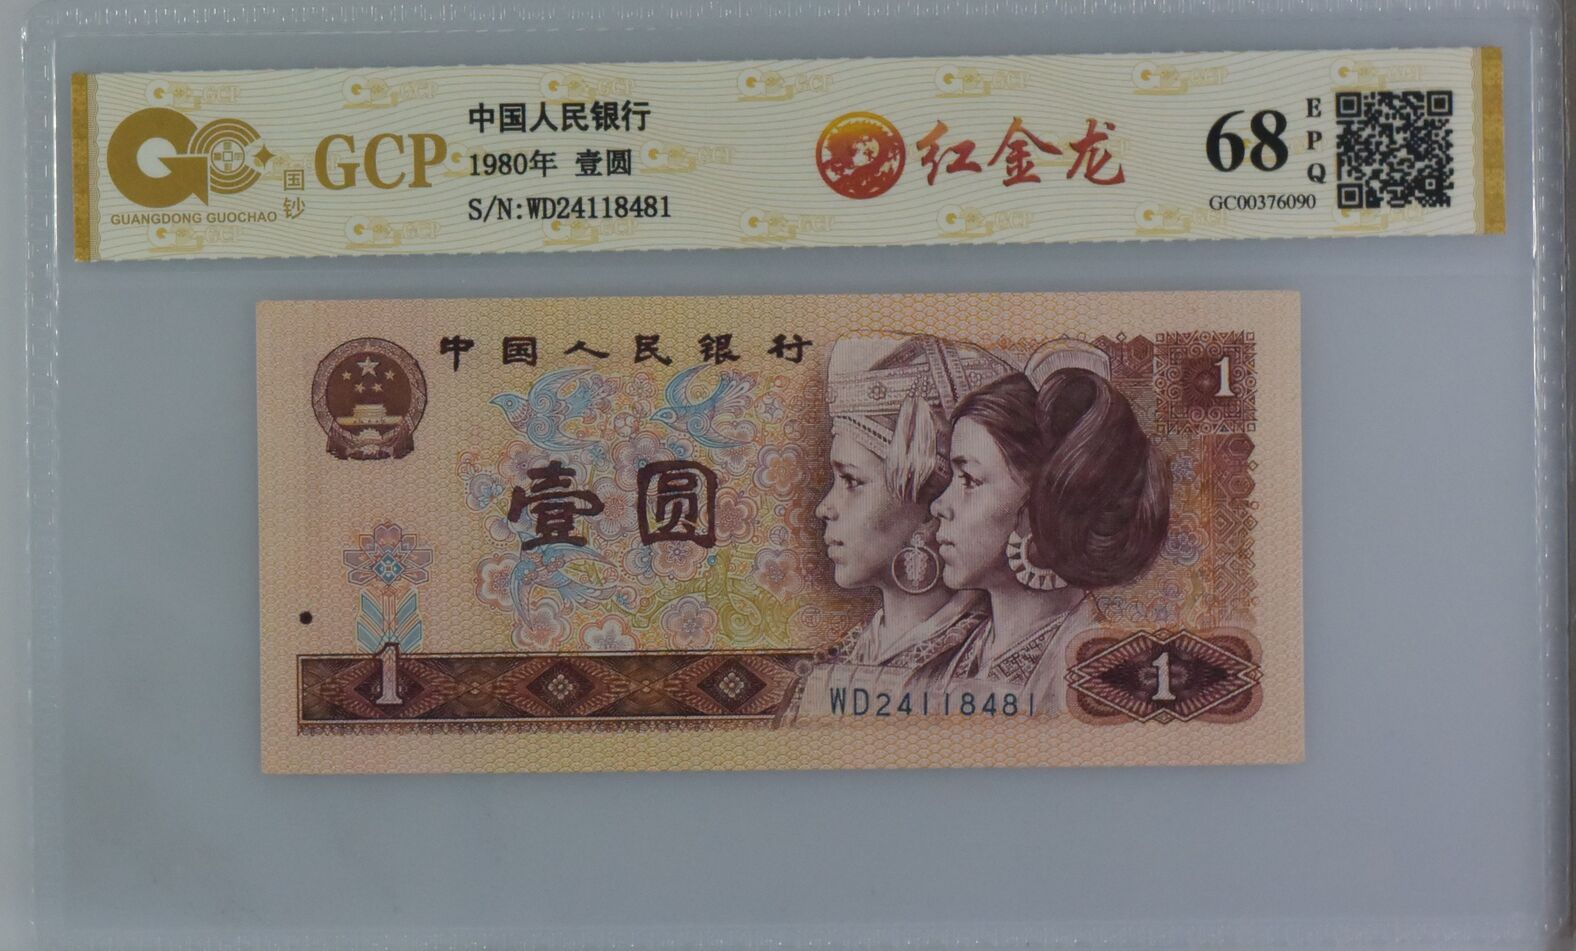 国钞
GUANGDONG GUOCHAO
GCP
中国人民银行
1980年 壹圆
S/N:WD24118481
红金龙
68
EPQ
GC00376090
中国人民银行
1
壹圆
1
WD24118481
1